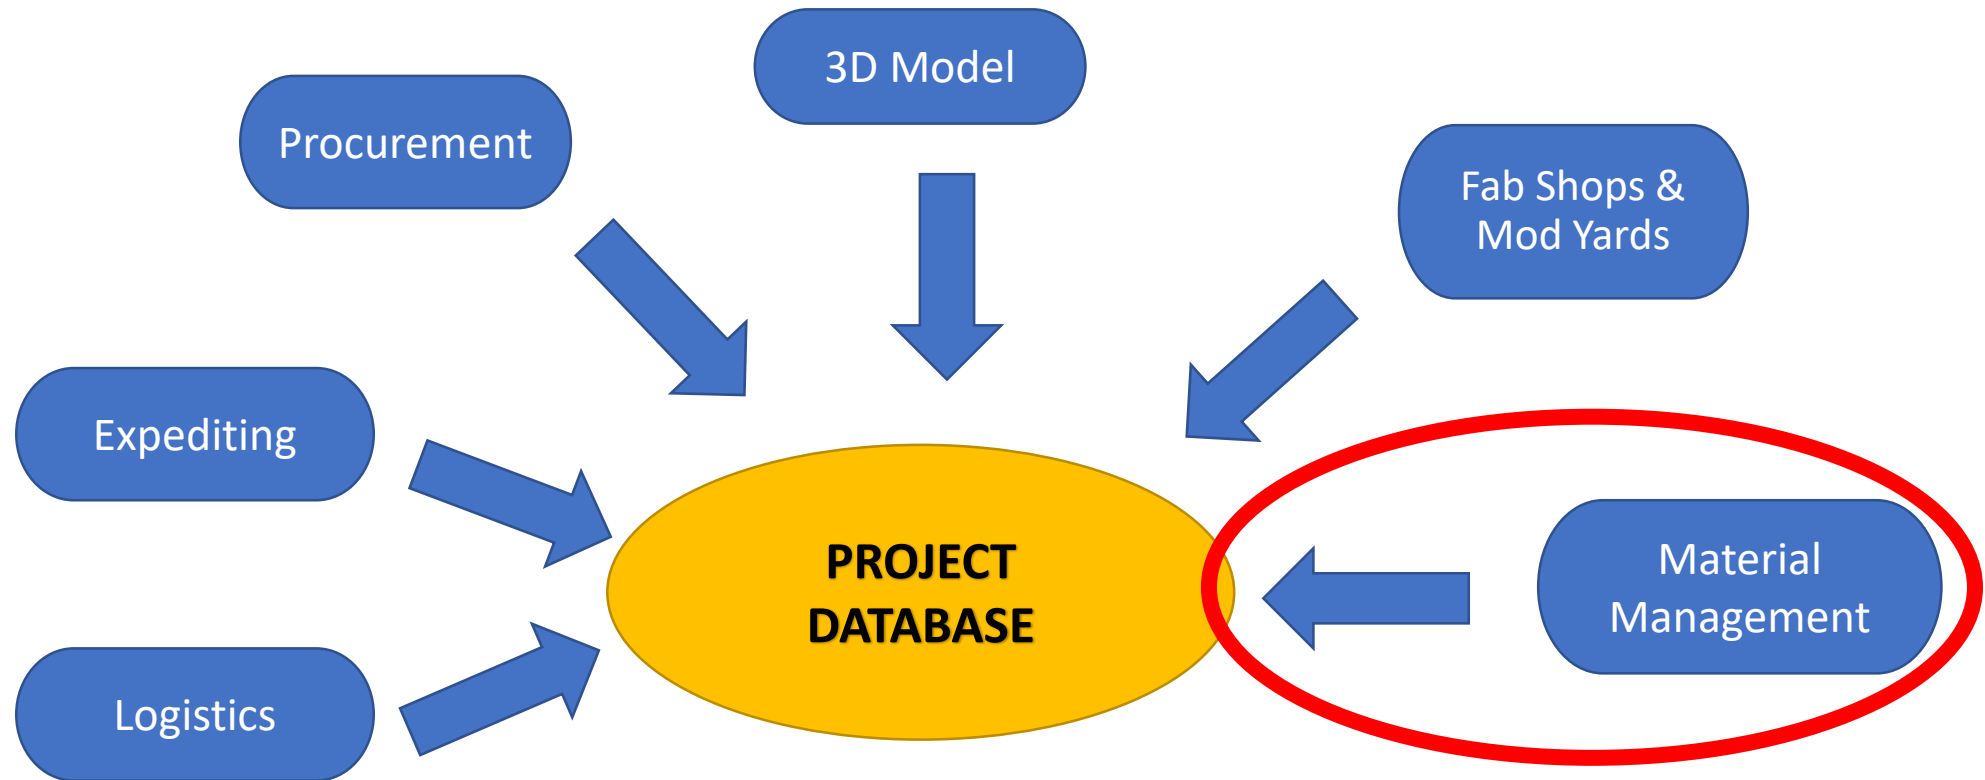 3D Model
Procurement
Fab Shops &
Mod Yards
Expediting
PROJECT
DATABASE
Material
Management
Logistics